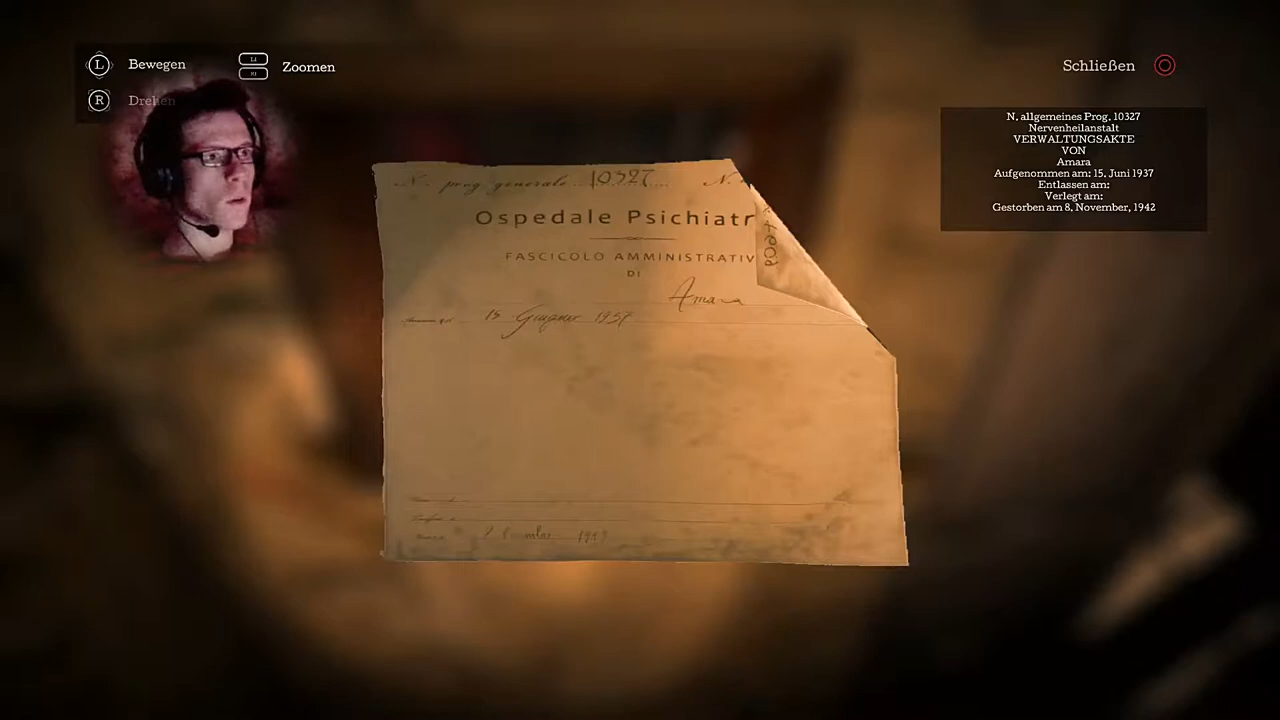 Bewegen
Zoomen
Drehen
Schließen
N. allgemeines Prog. 10327
Nervenheilanstalt
VERWALTUNGSAKTE
VON
Amara
Aufgenommen am: 15. Juni 1937
Entlassen am:
Verlegt am:
Gestorben am 8, November, 1942
N. prog generale 10327 N.
Ospedale Psichiatr
FASCICOLO AMMINISTRATIV
DI
Amara
15 Giugno 1937